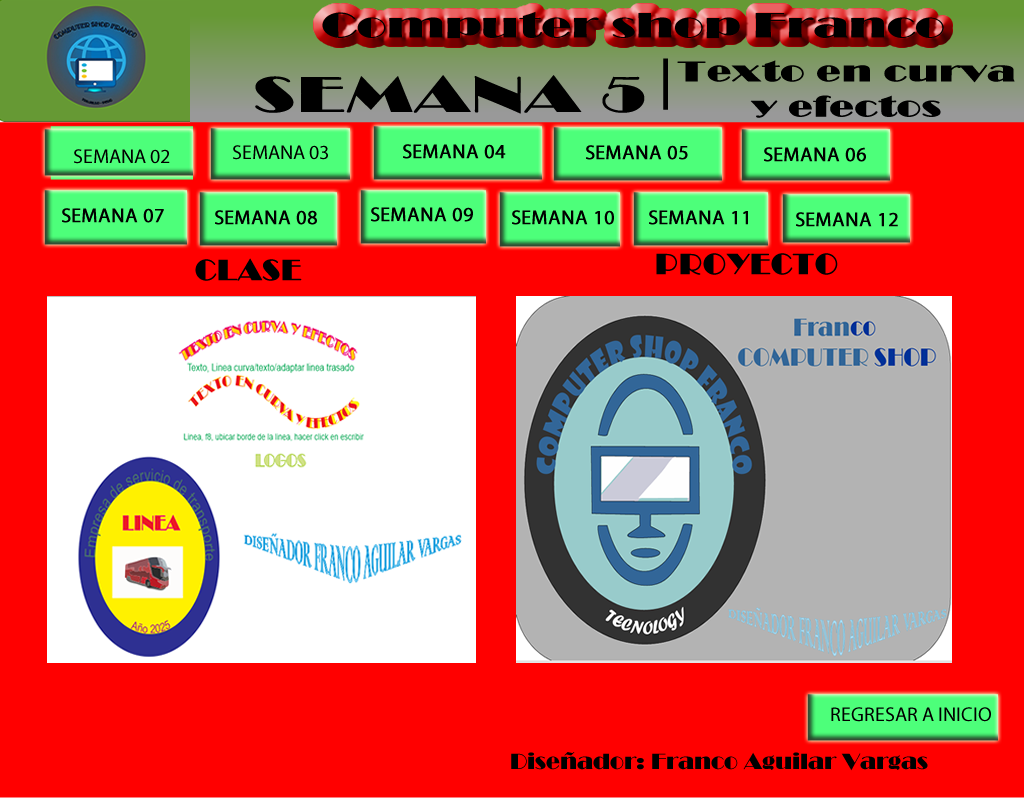 COMPUTER SHOP FRANCO
Computer shop Franco
SEMANA 5
Texto en curva
y efectos
SEMANA 02
SEMANA 03
SEMANA 04
SEMANA 05
SEMANA 06
SEMANA 07
SEMANA 08
SEMANA 09
SEMANA 10
SEMANA 11
SEMANA 12
CLASE
PROYECTO
TEXTO EN CURVA Y EFECTOS
Texto, Linea curva/texto/adaptar linea trasado
TEXTO EN CURVA Y EFECTOS
Linea, f8, ubicar borde de la linea, hacer click en escribir
LOGOS
Empresa de servicio de transporte
LINEA
Año 2025
DISEÑADOR FRANCO AGUILAR VARGAS
Franco
COMPUTER SHOP
COMPUTER SHOP FRANCO
TECNOLOGY
DISEÑADOR FRANCO AGUILAR VARGAS
REGRESAR A INICIO
Diseñador: Franco Aguilar Vargas